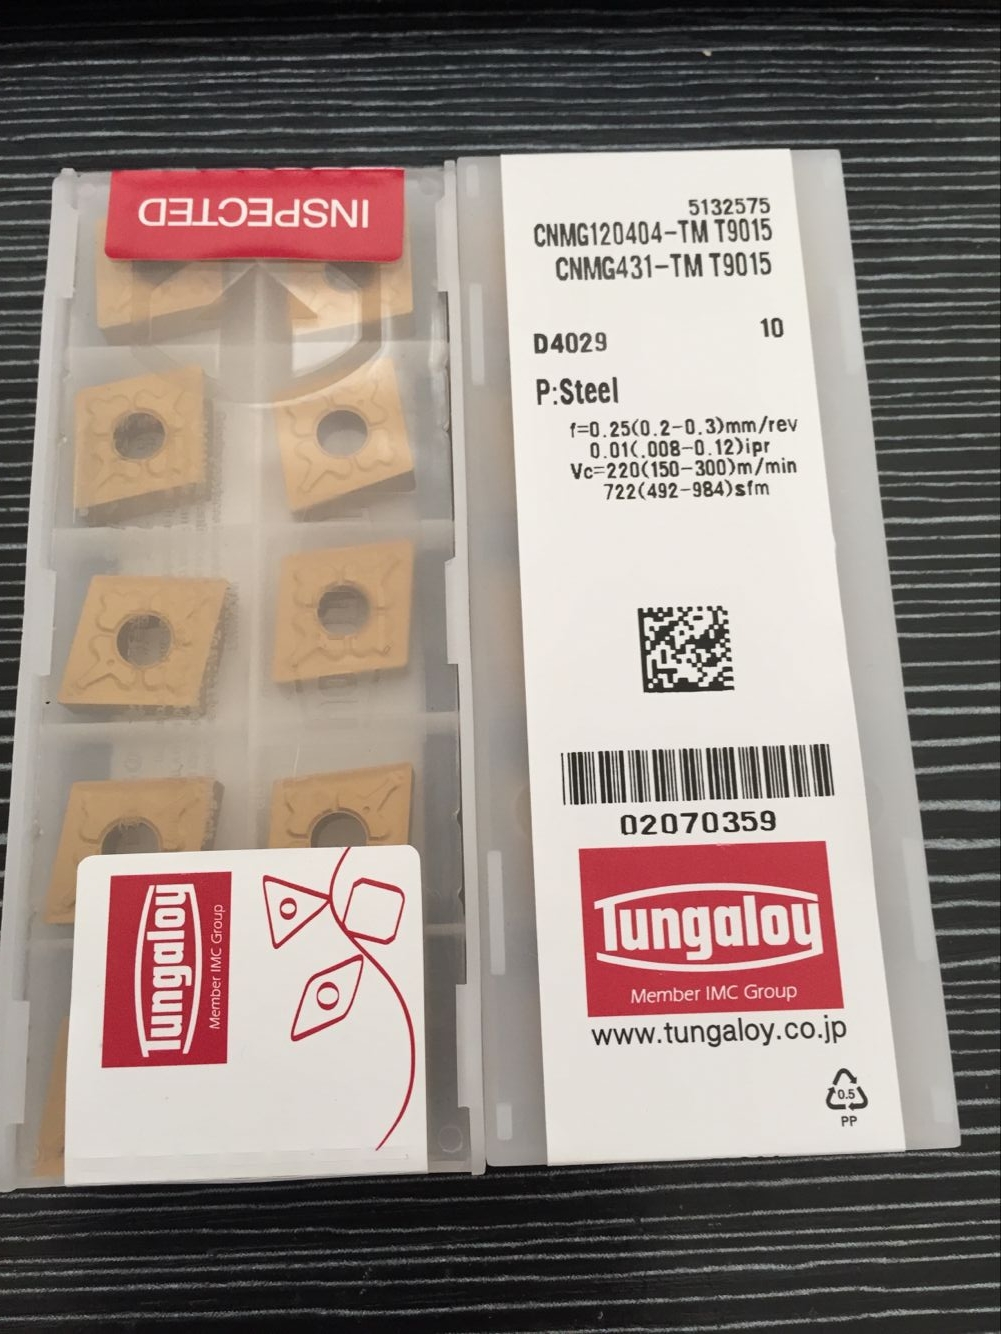 INSPECTED
Tungaloy
Member IMC Group
5132575
CNMG120404-TM T9015
CNMG431-TM T9015
D4029 10
P:Steel
f=0.25(0.2-0.3)mm/rev
0.01(.008-0.12)ipr
Vc=220(150-300)m/min
722(492-984)sfm
02070359
Tungaloy
Member IMC Group
www.tungaloy.co.jp
0.5
PP